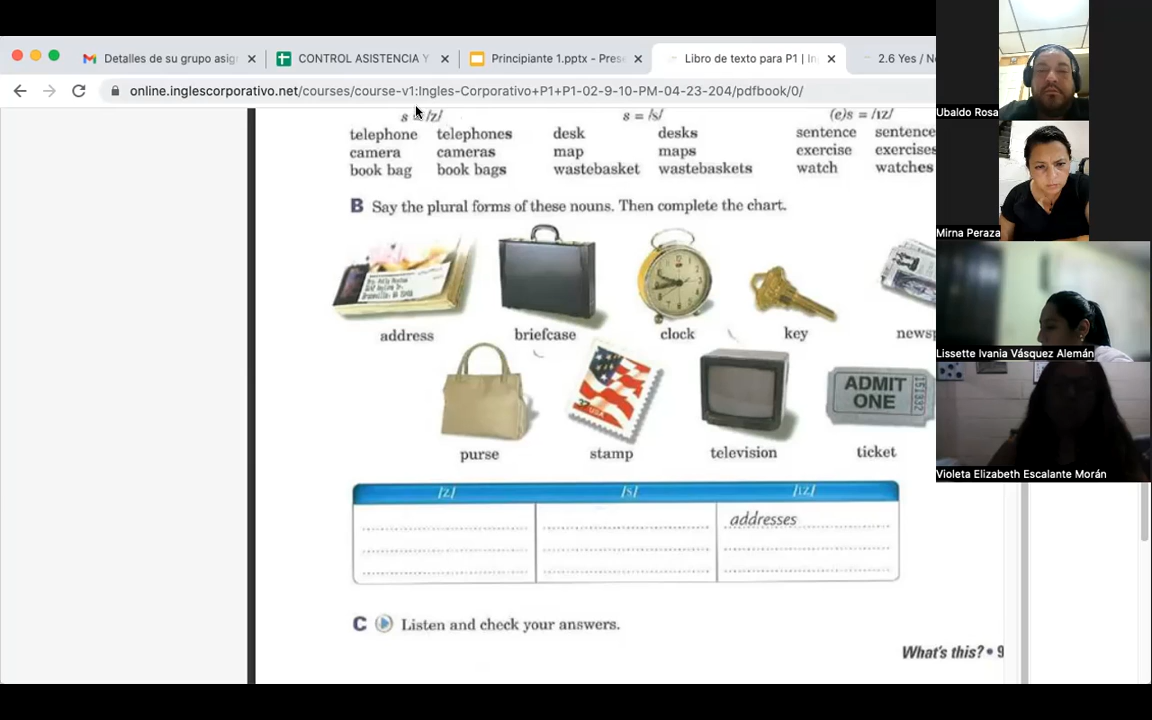 Detalles de su grupo asig
CONTROL ASISTENCIA Y
Principiante 1.pptx - Pres
Libro de texto para P1 | In
2.6 Yes / N
online.inglescorporativo.net/courses/course-v1:Ingles-Corporativo+P1+P1-02-9-10-PM-04-23-204/pdfbook/0/
s = /z/ s = /s/ (e)s = /ɪz/
telephone telephones desk desks sentence sentence
camera cameras map maps exercise exercises
book bag book bags wastebasket wastebaskets watch watches
B Say the plural forms of these nouns. Then complete the chart.
address briefcase clock key newsp
37 USA
ADMIT ONE
151932
purse stamp television ticket
/z/ /s/ /ɪz/
addresses
C Listen and check your answers.
What's this? • 9
Ubaldo Rosa
Mirna Peraza
Lissette Ivania Vásquez Alemán
Violeta Elizabeth Escalante Morán